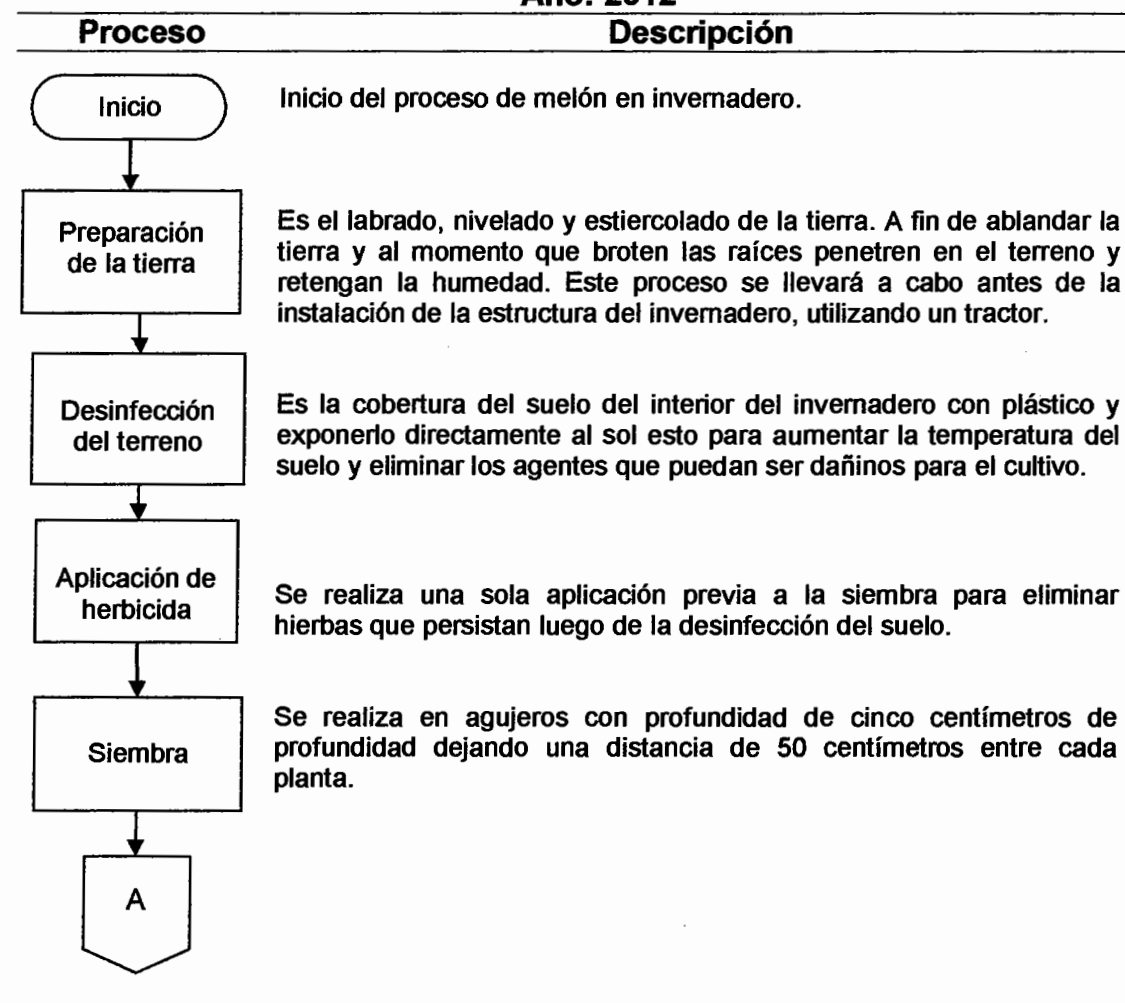 Año: 2012
Proceso Descripción
Inicio
Inicio del proceso de melón en invernadero.
Preparación
de la tierra
Es el labrado, nivelado y estiercolado de la tierra. A fin de ablandar la
tierra y al momento que broten las raíces penetren en el terreno y
retengan la humedad. Este proceso se llevará a cabo antes de la
instalación de la estructura del invernadero, utilizando un tractor.
Desinfección
del terreno
Es la cobertura del suelo del interior del invernadero con plástico y
exponerlo directamente al sol esto para aumentar la temperatura del
suelo y eliminar los agentes que puedan ser dañinos para el cultivo.
Aplicación de
herbicida
Se realiza una sola aplicación previa a la siembra para eliminar
hierbas que persistan luego de la desinfección del suelo.
Siembra
Se realiza en agujeros con profundidad de cinco centímetros de
profundidad dejando una distancia de 50 centímetros entre cada
planta.
A